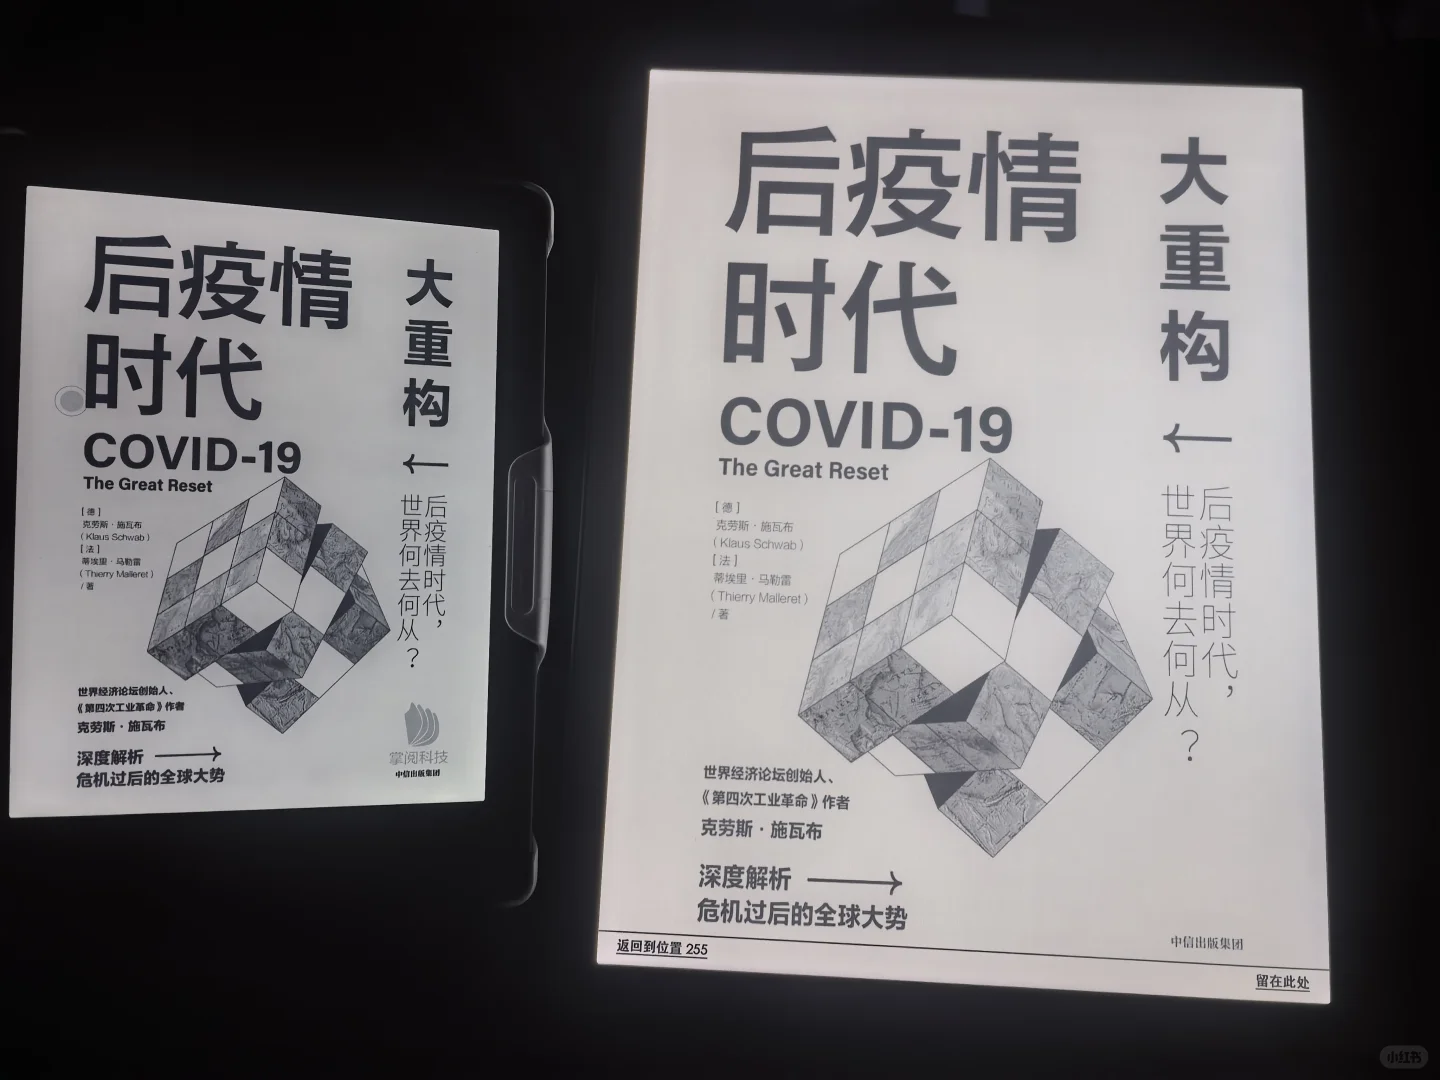 后疫情
时代
COVID-19
The Great Reset
[德]
克劳斯·施瓦布
(Klaus Schwab)
[法]
蒂埃里·马勒雷
(Thierry Malleret)
/著
大重构
后疫情时代，
世界何去何从？
世界经济论坛创始人、
《第四次工业革命》作者
克劳斯·施瓦布
深度解析
危机过后的全球大势
掌阅科技
中信出版集团
后疫情
时代
COVID-19
The Great Reset
[德]
克劳斯·施瓦布
(Klaus Schwab)
[法]
蒂埃里·马勒雷
(Thierry Malleret)
/著
大重构
后疫情时代，
世界何去何从？
世界经济论坛创始人、
《第四次工业革命》作者
克劳斯·施瓦布
深度解析
危机过后的全球大势
中信出版集团
返回到位置 255
留在此处
小红书